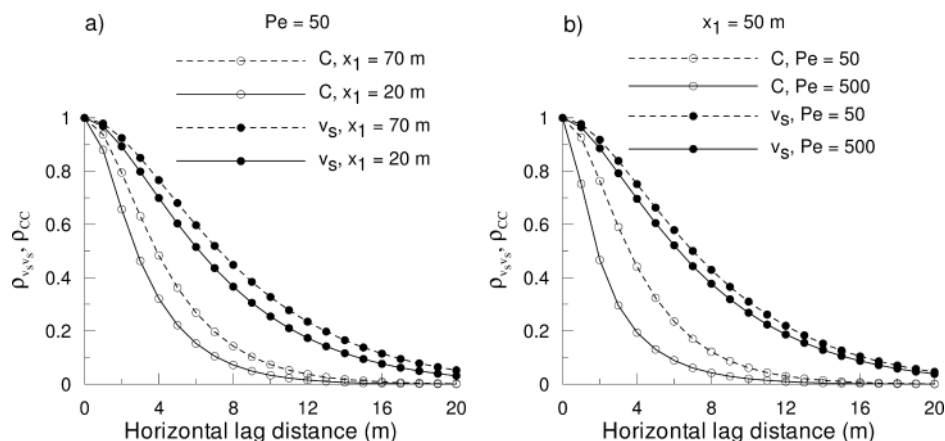 a) Pe = 50
C, x₁ = 70 m
C, x₁ = 20 m
vₛ, x₁ = 70 m
vₛ, x₁ = 20 m
1
0.8
0.6
0.4
0.2
0
ρᵥₛᵥₛ, ρCC
0 4 8 12 16 20
Horizontal lag distance (m)
b) x₁ = 50 m
C, Pe = 50
C, Pe = 500
vₛ, Pe = 50
vₛ, Pe = 500
1
0.8
0.6
0.4
0.2
0
ρᵥₛᵥₛ, ρCC
0 4 8 12 16 20
Horizontal lag distance (m)